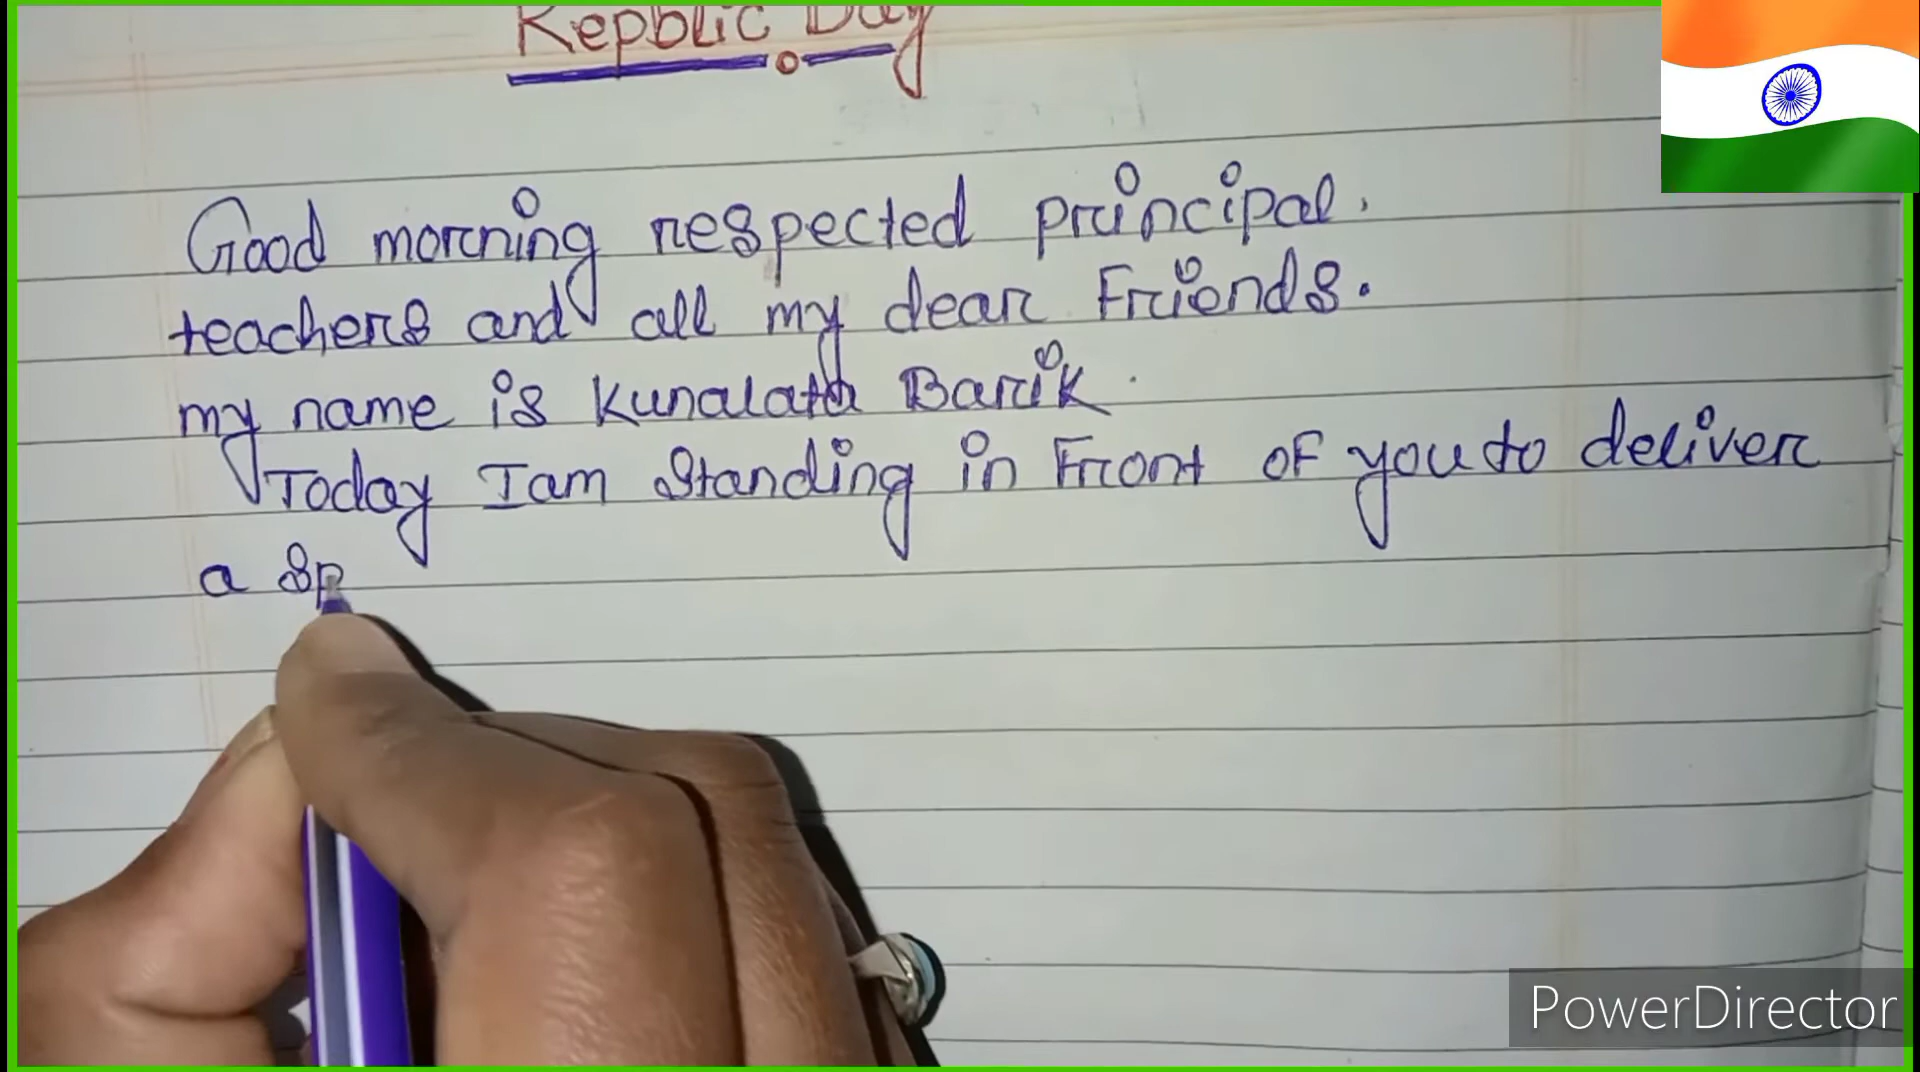 Repblic Day
Good morning respected principal,
teachers and all my dear Friends.
my name is Kunalata Barik.
Today I am Standing in Front of you to deliver
a Sp
PowerDirector